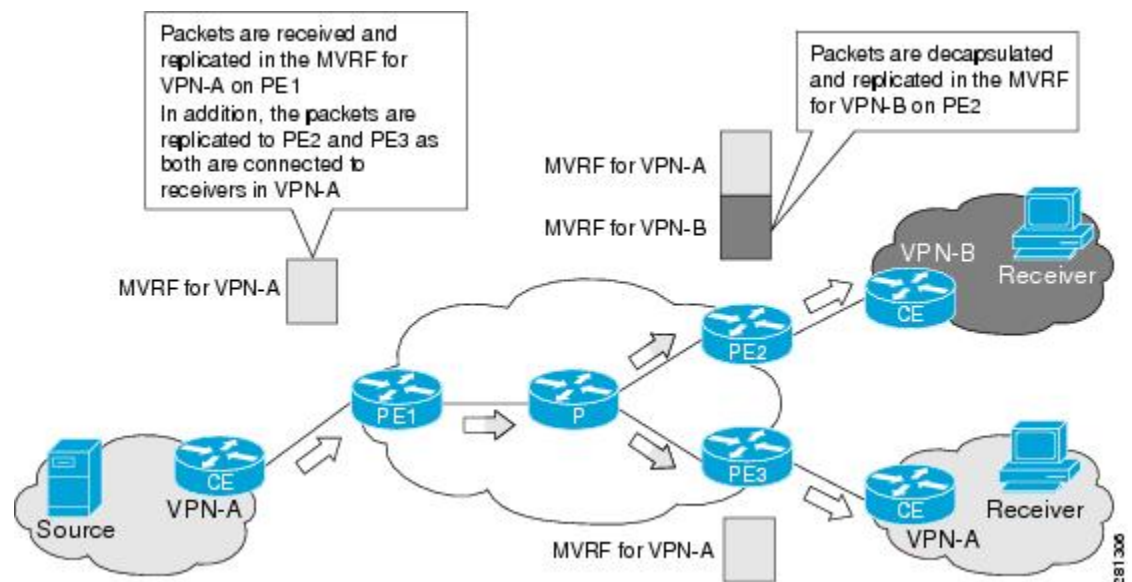 Packets are received and
replicated in the MVRF for
VPN-A on PE1
In addition, the packets are
replicated to PE2 and PE3 as
both are connected to
receivers in VPN-A
Packets are decapsulated
and replicated in the MVRF
for VPN-B on PE2
MVRF for VPN-A
MVRF for VPN-B
MVRF for VPN-A
VPN-B
Receiver
CE
PE2
PE1
P
PE3
CE
VPN-A
Source
CE
Receiver
VPN-A
MVRF for VPN-A
281306